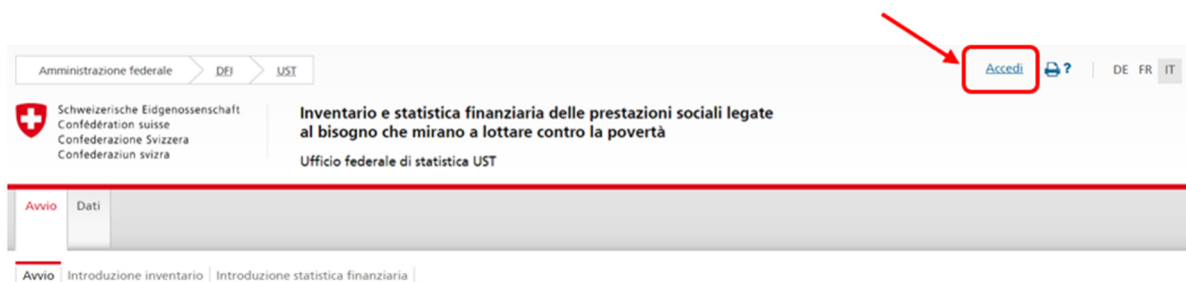 Amministrazione federale DFI UST
Accedi ? DE FR IT
Schweizerische Eidgenossenschaft
Confédération suisse
Confederazione Svizzera
Confederaziun svizra
Inventario e statistica finanziaria delle prestazioni sociali legate
al bisogno che mirano a lottare contro la povertà
Ufficio federale di statistica UST
Avvio Dati
Avvio Introduzione inventario Introduzione statistica finanziaria